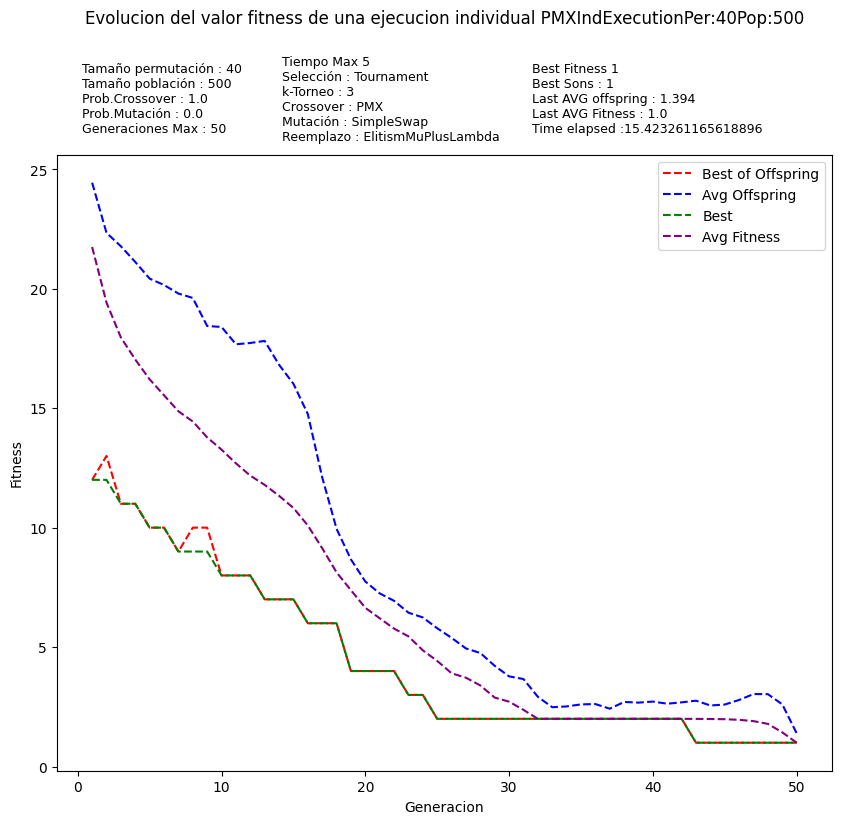 Evolucion del valor fitness de una ejecucion individual PMXIndExecutionPer:40Pop:500
Tamaño permutación : 40
Tamaño población : 500
Prob.Crossover : 1.0
Prob.Mutación : 0.0
Generaciones Max : 50
Tiempo Max 5
Selección : Tournament
k-Torneo : 3
Crossover : PMX
Mutación : SimpleSwap
Reemplazo : ElitismMuPlusLambda
Best Fitness 1
Best Sons : 1
Last AVG offspring : 1.394
Last AVG Fitness : 1.0
Time elapsed :15.423261165618896
Best of Offspring
Avg Offspring
Best
Avg Fitness
Fitness
25
20
15
10
5
0
0
10
20
30
40
50
Generacion